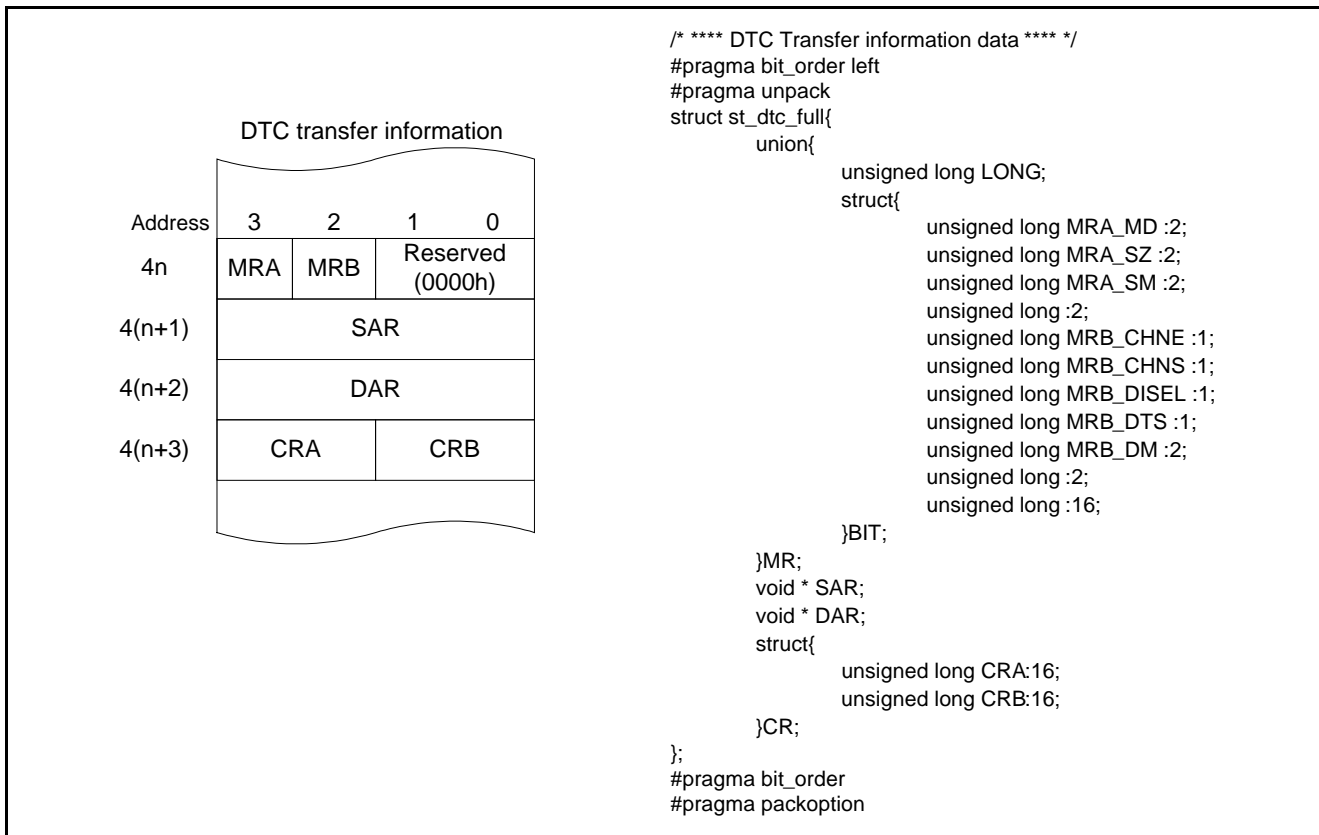 DTC transfer information
Address 3 2 1 0
4n MRA MRB Reserved
(0000h)
4(n+1) SAR
4(n+2) DAR
4(n+3) CRA CRB
/* **** DTC Transfer information data **** */
#pragma bit_order left
#pragma unpack
struct st_dtc_full{
union{
unsigned long LONG;
struct{
unsigned long MRA_MD :2;
unsigned long MRA_SZ :2;
unsigned long MRA_SM :2;
unsigned long :2;
unsigned long MRB_CHNE :1;
unsigned long MRB_CHNS :1;
unsigned long MRB_DISEL :1;
unsigned long MRB_DTS :1;
unsigned long MRB_DM :2;
unsigned long :2;
unsigned long :16;
}BIT;
}MR;
void * SAR;
void * DAR;
struct{
unsigned long CRA:16;
unsigned long CRB:16;
}CR;
};
#pragma bit_order
#pragma packoption